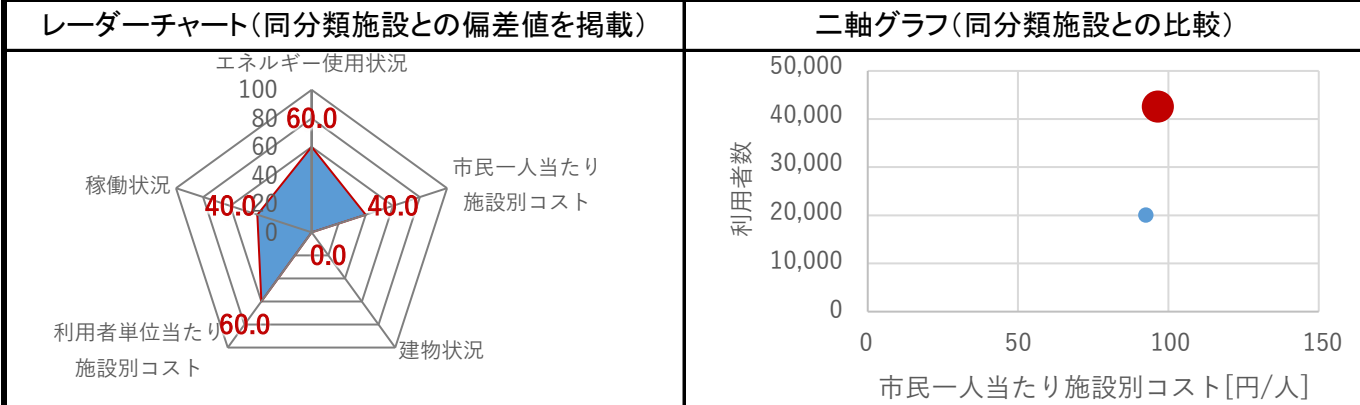 レーダーチャート(同分類施設との偏差値を掲載)
エネルギー使用状況
100
80
60
40
20
0
60.0
市民一人当たり
施設別コスト
40.0
稼働状況
40.0
0.0
利用者単位当たり
施設別コスト
60.0
建物状況
二軸グラフ(同分類施設との比較)
50,000
40,000
30,000
20,000
10,000
0
利用者数
0
50
100
150
市民一人当たり施設別コスト[円/人]